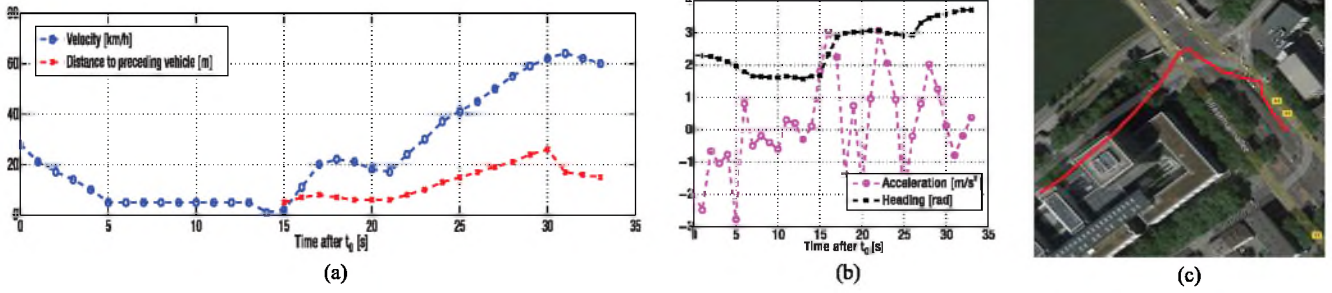 80
60
40
20
0
Velocity [km/h]
Distance to preceding vehicle [m]
0 5 10 15 20 25 30 35
Time after t₀ [s]
(a)
4
3
2
1
0
-1
-2
Acceleration [m/s²]
Heading [rad]
5 10 15 20 25 30 35
Time after t₀ [s]
(b)
(c)